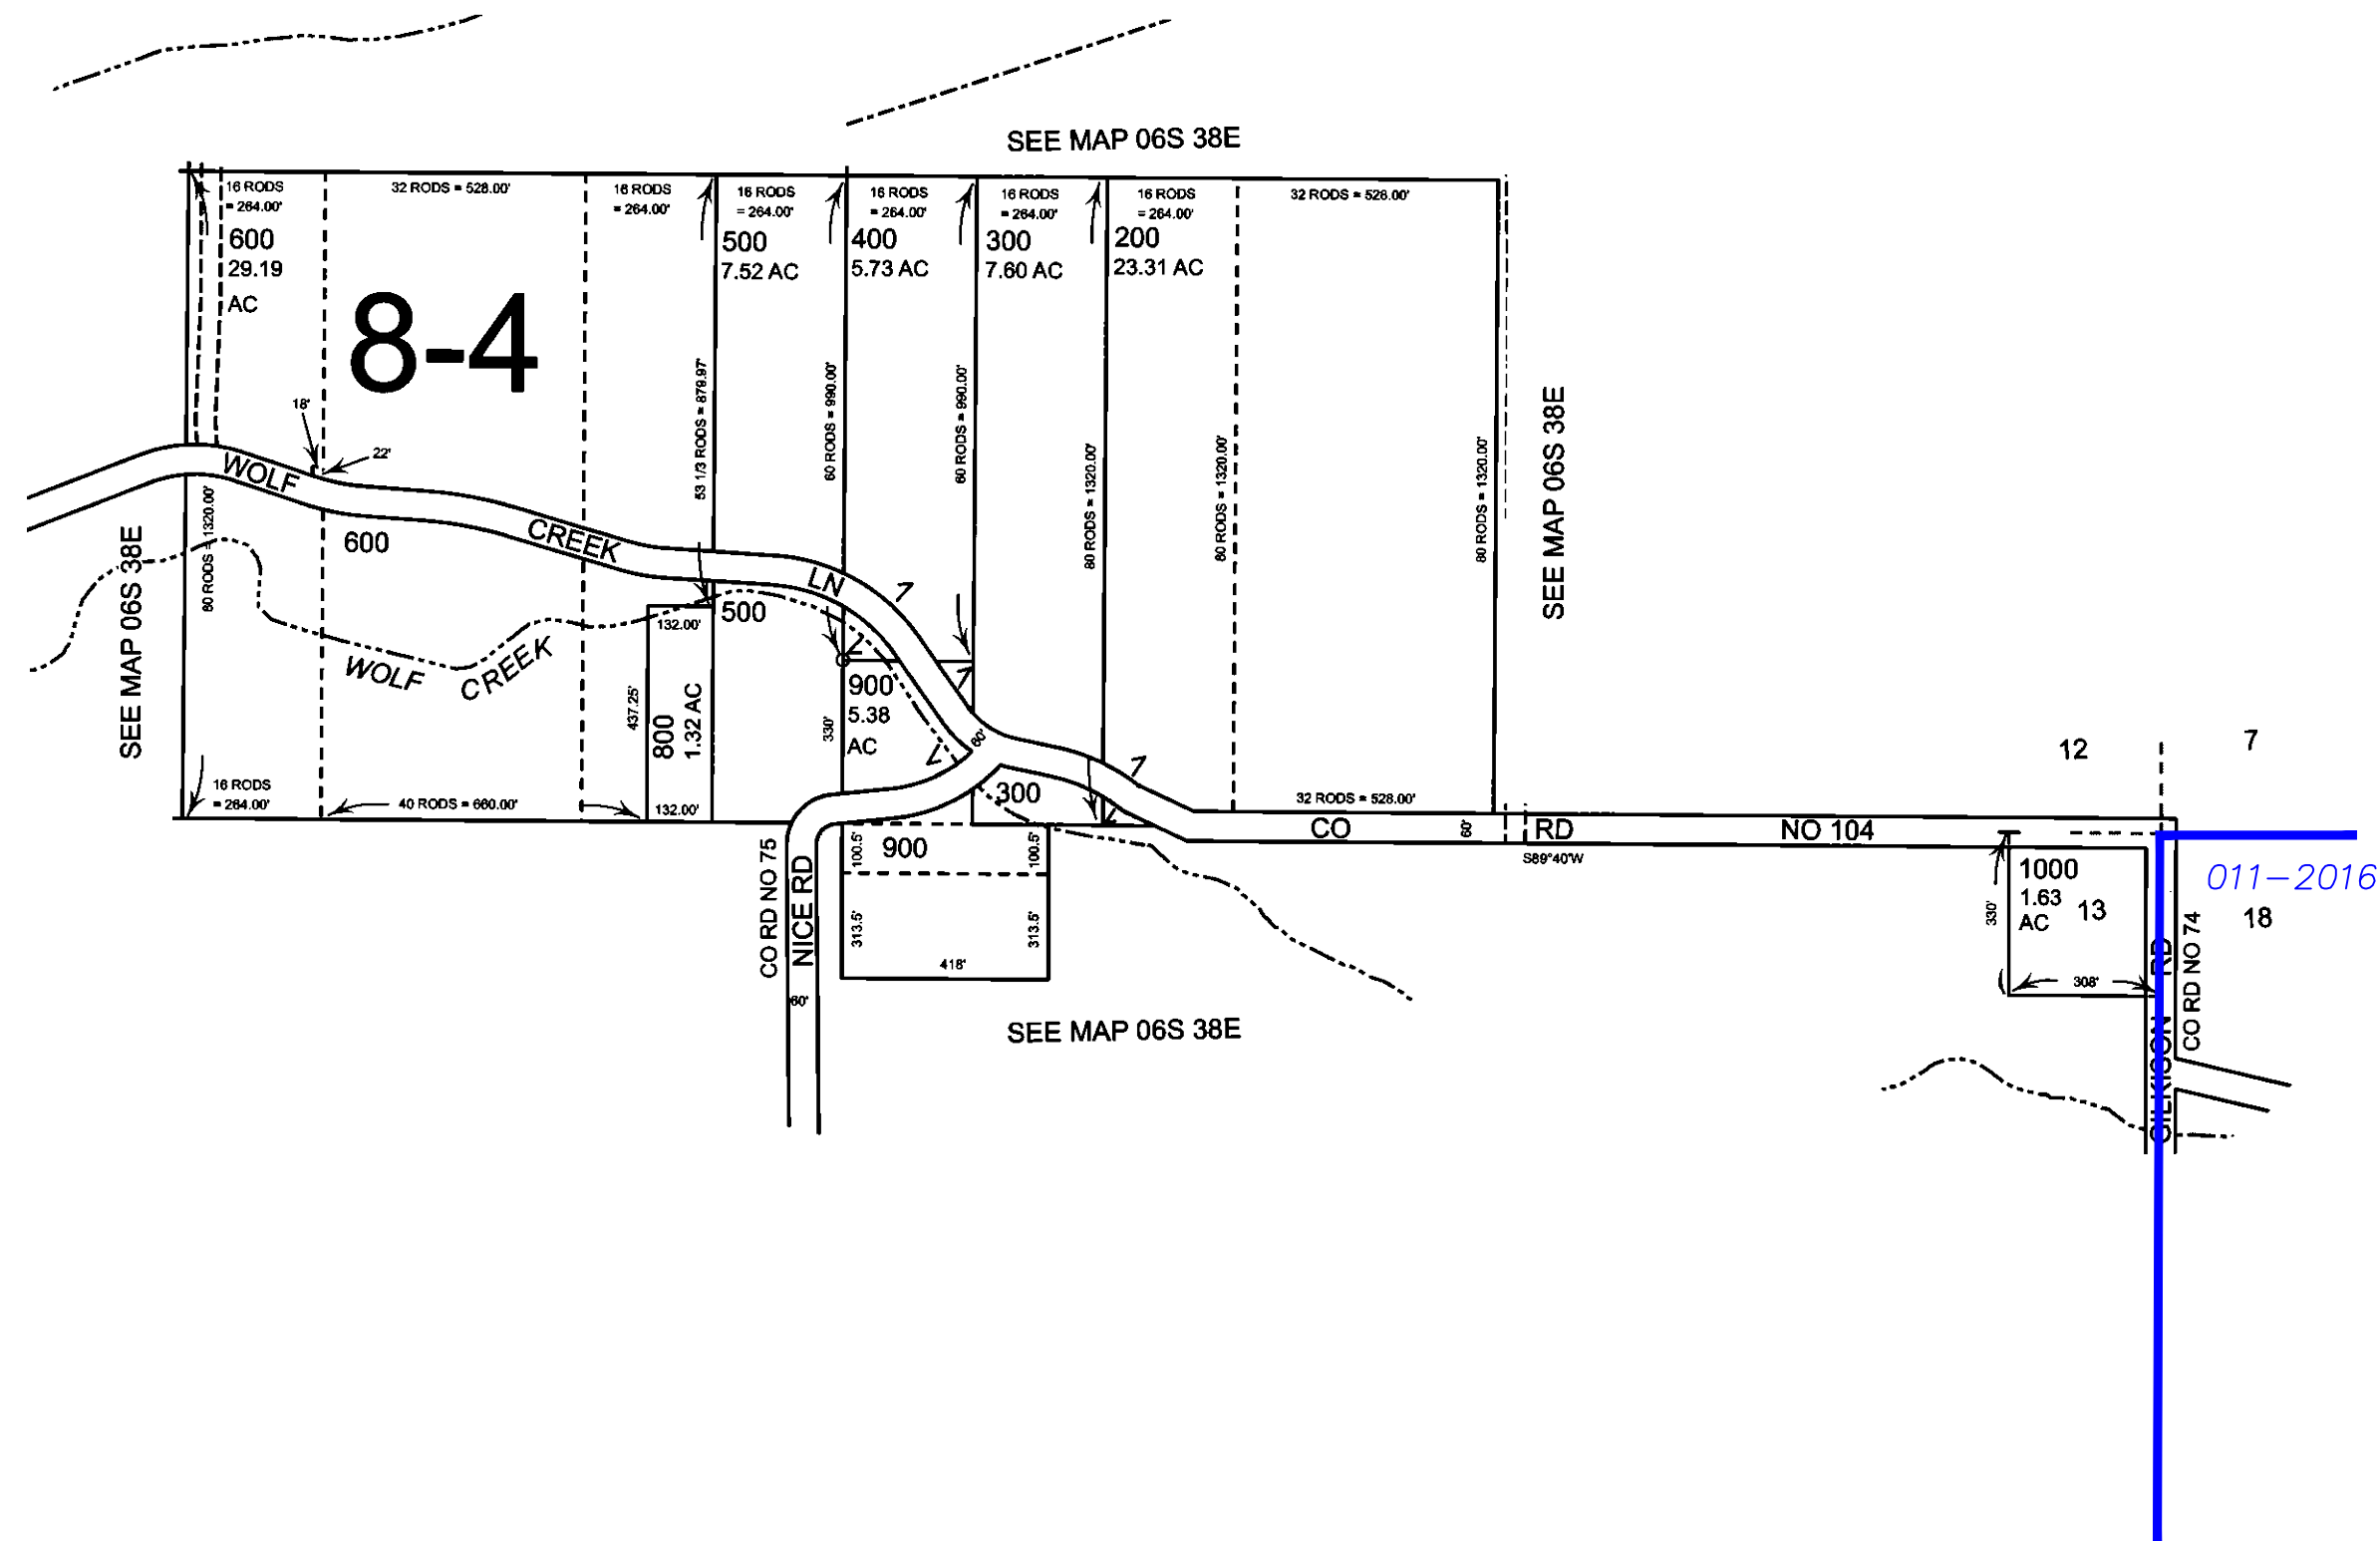 SEE MAP 06S 38E
16 RODS
= 264.00'
32 RODS = 528.00'
16 RODS
= 264.00'
16 RODS
= 264.00'
16 RODS
= 264.00'
16 RODS
= 264.00'
16 RODS
= 264.00'
32 RODS = 528.00'
600
29.19
AC
500
7.52 AC
400
5.73 AC
300
7.60 AC
200
23.31 AC
8-4
53 1/3 RODS = 879.97'
60 RODS = 990.00'
60 RODS = 990.00'
80 RODS = 1320.00'
80 RODS = 1320.00'
80 RODS = 1320.00'
SEE MAP 06S 38E
18'
22'
WOLF CREEK LN
80 RODS = 1320.00'
SEE MAP 06S 38E
600
500
WOLF CREEK
132.00'
437.25'
800
1.32 AC
132.00'
900
5.38
AC
330'
60'
300
16 RODS
= 264.00'
40 RODS = 660.00'
32 RODS = 528.00'
CO RD NO 104
60'
S89°40'W
12
7
011-2016
1000
1.63
AC
13
18
330'
308'
CO RD NO 75
NICE RD
60'
900
100.5'
100.5'
313.5'
313.5'
418'
GILKISON RD
CO RD NO 74
SEE MAP 06S 38E